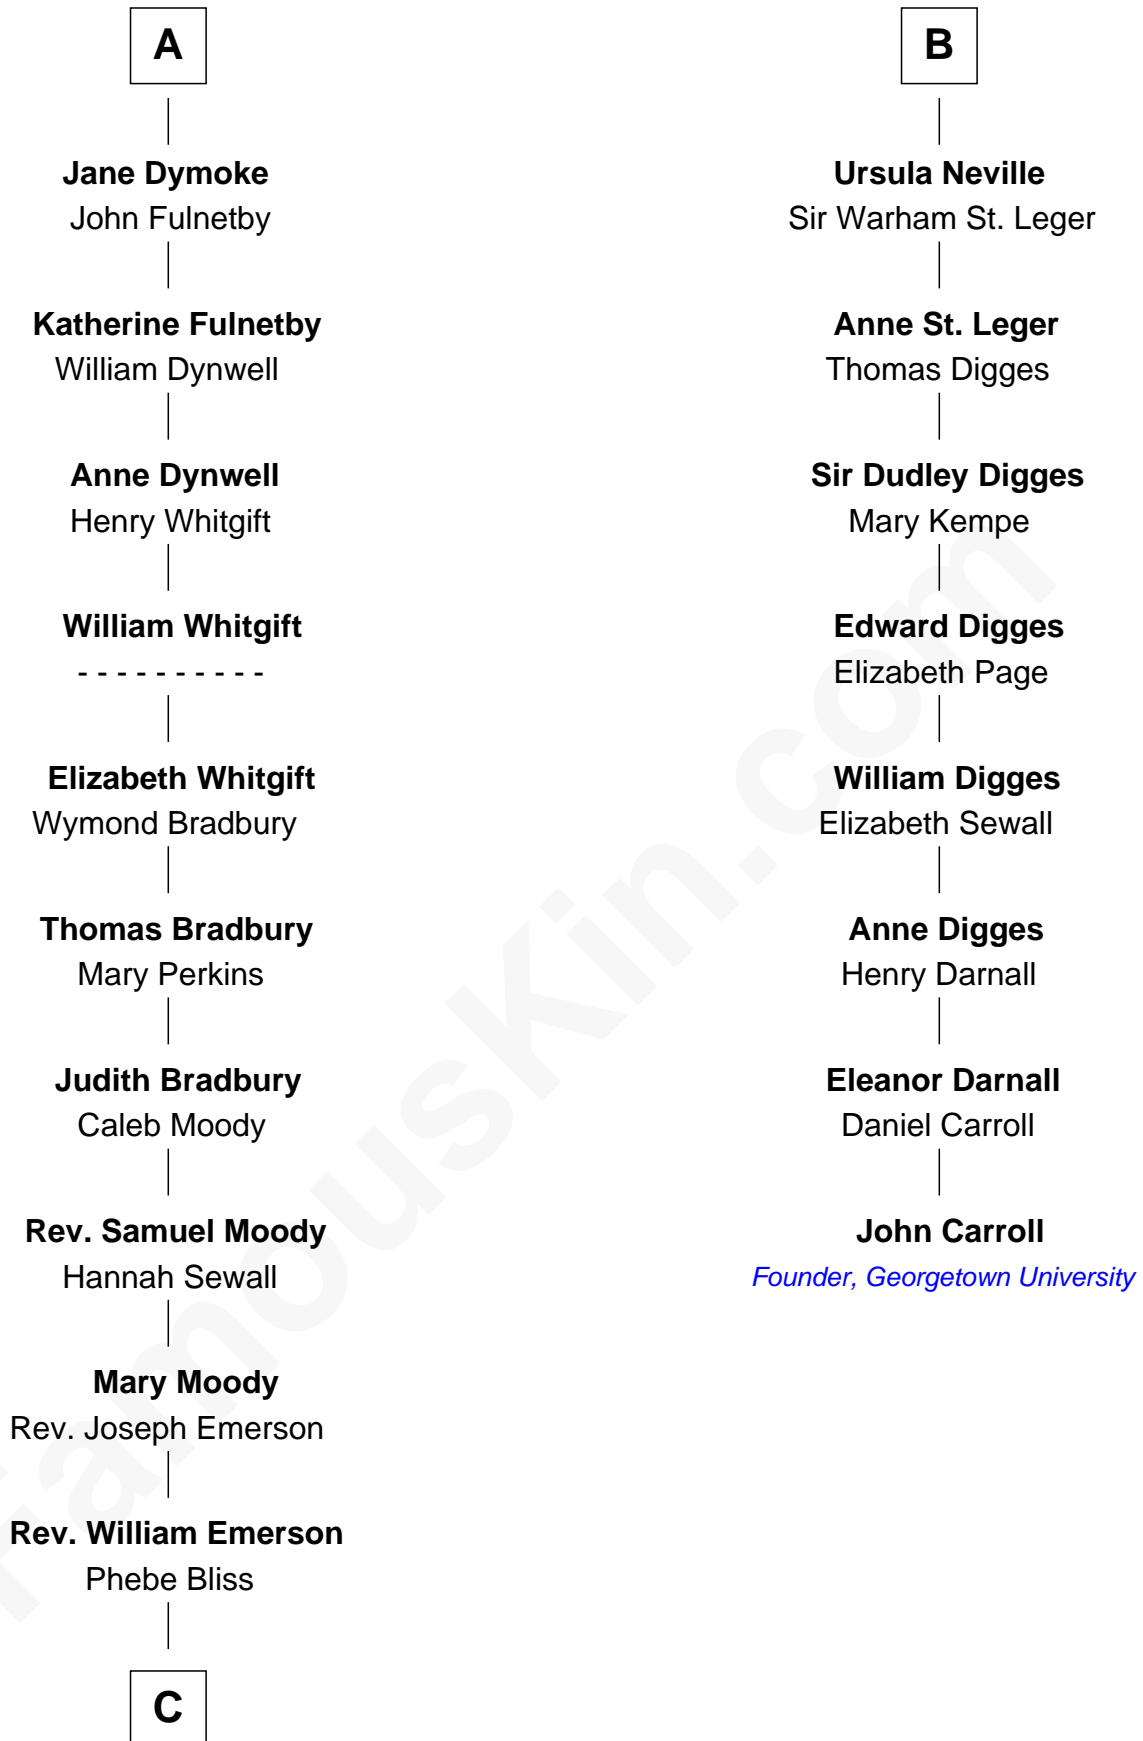 A
Jane Dymoke
John Fulnetby
Katherine Fulnetby
William Dynwell
Anne Dynwell
Henry Whitgift
William Whitgift
- - - - - - - - - -
Elizabeth Whitgift
Wymond Bradbury
Thomas Bradbury
Mary Perkins
Judith Bradbury
Caleb Moody
Rev. Samuel Moody
Hannah Sewall
Mary Moody
Rev. Joseph Emerson
Rev. William Emerson
Phebe Bliss
C
B
Ursula Neville
Sir Warham St. Leger
Anne St. Leger
Thomas Digges
Sir Dudley Digges
Mary Kempe
Edward Digges
Elizabeth Page
William Digges
Elizabeth Sewall
Anne Digges
Henry Darnall
Eleanor Darnall
Daniel Carroll
John Carroll
Founder, Georgetown University
FamousKin.com